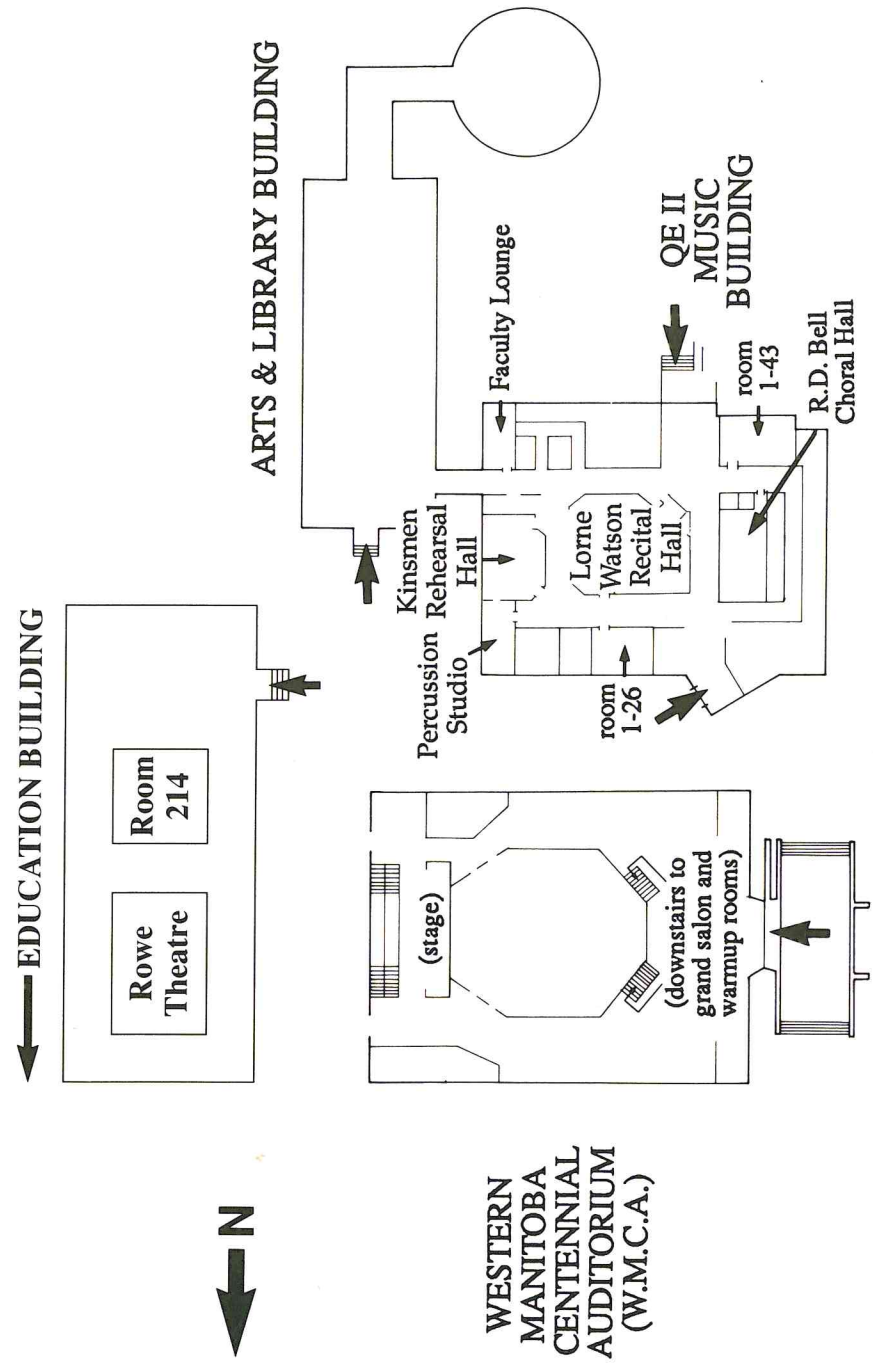 EDUCATION BUILDING
Rowe
Theatre
Room
214
ARTS & LIBRARY BUILDING
N
WESTERN
MANITOBA
CENTENNIAL
AUDITORIUM
(W.M.C.A.)
(stage)
(downstairs to
grand salon and
warmup rooms)
Percussion
Studio
Kinsmen
Rehearsal
Hall
Faculty Lounge
Lorne
Watson
Recital
Hall
room
1-26
QE II
MUSIC
BUILDING
room
1-43
R.D. Bell
Choral Hall